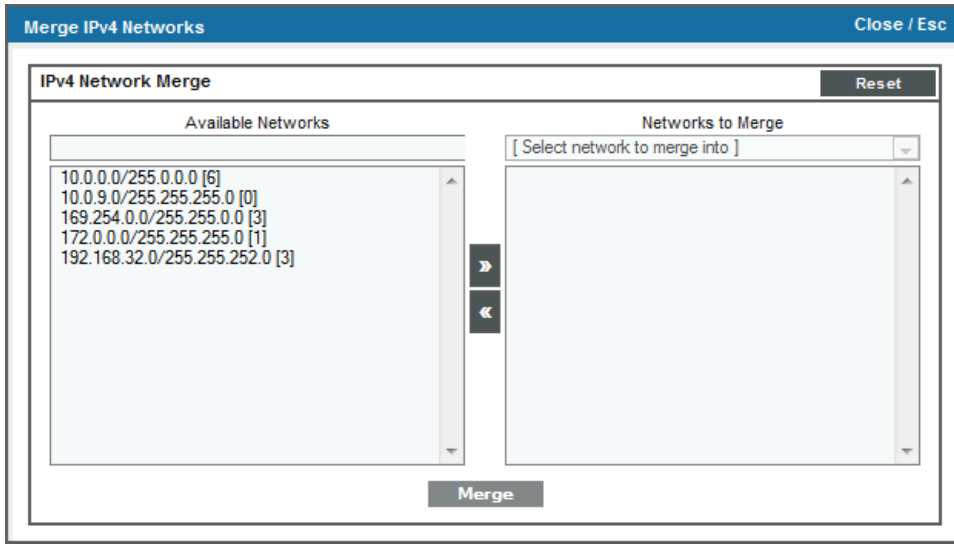 Merge IPv4 Networks
Close / Esc
IPv4 Network Merge
Reset
Available Networks
Networks to Merge
[ Select network to merge into ]
10.0.0.0/255.0.0.0 [6]
10.0.9.0/255.255.255.0 [0]
169.254.0.0/255.255.0.0 [3]
172.0.0.0/255.255.255.0 [1]
192.168.32.0/255.255.252.0 [3]
»
«
Merge